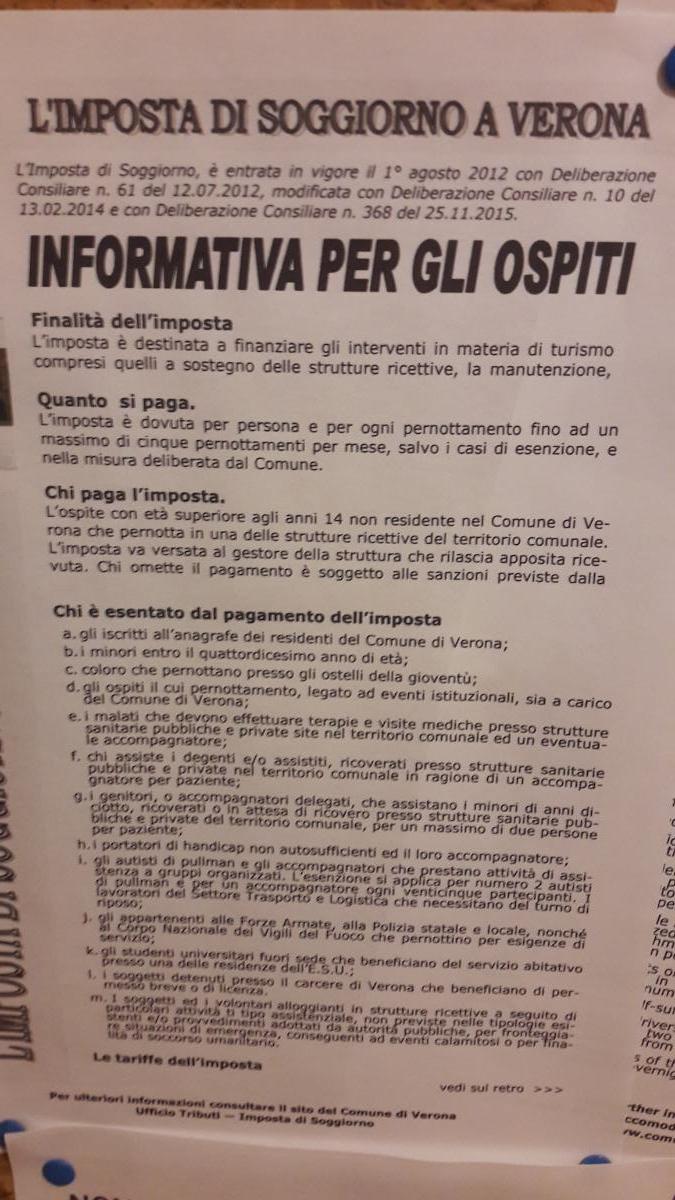 L'IMPOSTA DI SOGGIORNO A VERONA
L'Imposta di Soggiorno, è entrata in vigore il 1° agosto 2012 con Deliberazione
Consiliare n. 61 del 12.07.2012, modificata con Deliberazione Consiliare n. 10 del
13.02.2014 e con Deliberazione Consiliare n. 368 del 25.11.2015.
INFORMATIVA PER GLI OSPITI
Finalità dell'imposta
L'imposta è destinata a finanziare gli interventi in materia di turismo
compresi quelli a sostegno delle strutture ricettive, la manutenzione,
Quanto si paga.
L'imposta è dovuta per persona e per ogni pernottamento fino ad un
massimo di cinque pernottamenti per mese, salvo i casi di esenzione, e
nella misura deliberata dal Comune.
Chi paga l'imposta.
L'ospite con età superiore agli anni 14 non residente nel Comune di Ve-
rona che pernotta in una delle strutture ricettive del territorio comunale.
L'imposta va versata al gestore della struttura che rilascia apposita rice-
vuta. Chi omette il pagamento è soggetto alle sanzioni previste dalla
Chi è esentato dal pagamento dell'imposta
a. gli iscritti all'anagrafe dei residenti del Comune di Verona;
b. i minori entro il quattordicesimo anno di età;
c. coloro che pernottano presso gli ostelli della gioventù;
d. gli ospiti il cui pernottamento, legato ad eventi istituzionali, sia a carico
del Comune di Verona;
e. i malati che devono effettuare terapie e visite mediche presso strutture
sanitarie pubbliche e private site nel territorio comunale ed un eventua-
le accompagnatore;
f. chi assiste i degenti e/o assistiti, ricoverati presso strutture sanitarie
pubbliche e private nel territorio comunale in ragione di un accompa-
gnatore per paziente;
g. i genitori, o accompagnatori delegati, che assistano i minori di anni di-
ciotto, ricoverati o in attesa di ricovero presso strutture sanitarie pub-
bliche e private del territorio comunale, per un massimo di due persone
per paziente;
h. i portatori di handicap non autosufficienti ed il loro accompagnatore;
i. gli autisti di pullman e gli accompagnatori che prestano attività di assi-
stenza a gruppi organizzati. L'esenzione si applica per numero 2 autisti
di pullman e per un accompagnatore ogni venticinque partecipanti. I
lavoratori del Settore Trasporto e Logistica che necessitano del turno di
riposo;
j. gli appartenenti alle Forze Armate, alla Polizia statale e locale, nonché
al Corpo Nazionale dei Vigili del Fuoco che pernottino per esigenze di
servizio;
k. gli studenti universitari fuori sede che beneficiano del servizio abitativo
presso una delle residenze dell'E.S.U.;
l. i soggetti detenuti presso il carcere di Verona che beneficiano di per-
messo breve o di licenza.
m. I soggetti ed i volontari alloggianti in strutture ricettive a seguito di
particolari attività ti tipo assistenziale, non previste nelle tipologie esi-
stenti e/o provvedimenti adottati da autorità pubbliche, per fronteggia-
re situazioni di emergenza, conseguenti ad eventi calamitosi o per fina-
lità di soccorso umanitario.
Le tariffe dell'imposta
vedi sul retro >>>
Per ulteriori informazioni consultare il sito del Comune di Verona
Ufficio Tributi — Imposta di Soggiorno